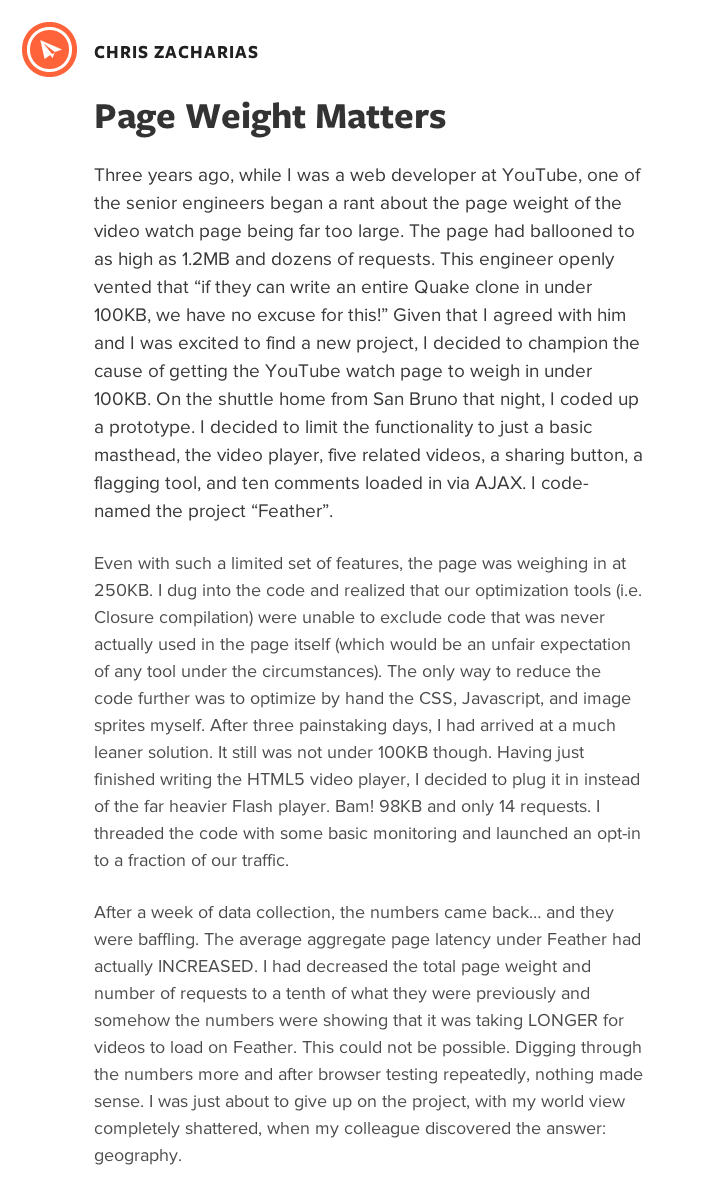 CHRIS ZACHARIAS
Page Weight Matters
Three years ago, while I was a web developer at YouTube, one of
the senior engineers began a rant about the page weight of the
video watch page being far too large. The page had ballooned to
as high as 1.2MB and dozens of requests. This engineer openly
vented that “if they can write an entire Quake clone in under
100KB, we have no excuse for this!” Given that I agreed with him
and I was excited to find a new project, I decided to champion the
cause of getting the YouTube watch page to weigh in under
100KB. On the shuttle home from San Bruno that night, I coded up
a prototype. I decided to limit the functionality to just a basic
masthead, the video player, five related videos, a sharing button, a
flagging tool, and ten comments loaded in via AJAX. I code-
named the project “Feather”.
Even with such a limited set of features, the page was weighing in at
250KB. I dug into the code and realized that our optimization tools (i.e.
Closure compilation) were unable to exclude code that was never
actually used in the page itself (which would be an unfair expectation
of any tool under the circumstances). The only way to reduce the
code further was to optimize by hand the CSS, Javascript, and image
sprites myself. After three painstaking days, I had arrived at a much
leaner solution. It still was not under 100KB though. Having just
finished writing the HTML5 video player, I decided to plug it in instead
of the far heavier Flash player. Bam! 98KB and only 14 requests. I
threaded the code with some basic monitoring and launched an opt-in
to a fraction of our traffic.
After a week of data collection, the numbers came back… and they
were baffling. The average aggregate page latency under Feather had
actually INCREASED. I had decreased the total page weight and
number of requests to a tenth of what they were previously and
somehow the numbers were showing that it was taking LONGER for
videos to load on Feather. This could not be possible. Digging through
the numbers more and after browser testing repeatedly, nothing made
sense. I was just about to give up on the project, with my world view
completely shattered, when my colleague discovered the answer:
geography.